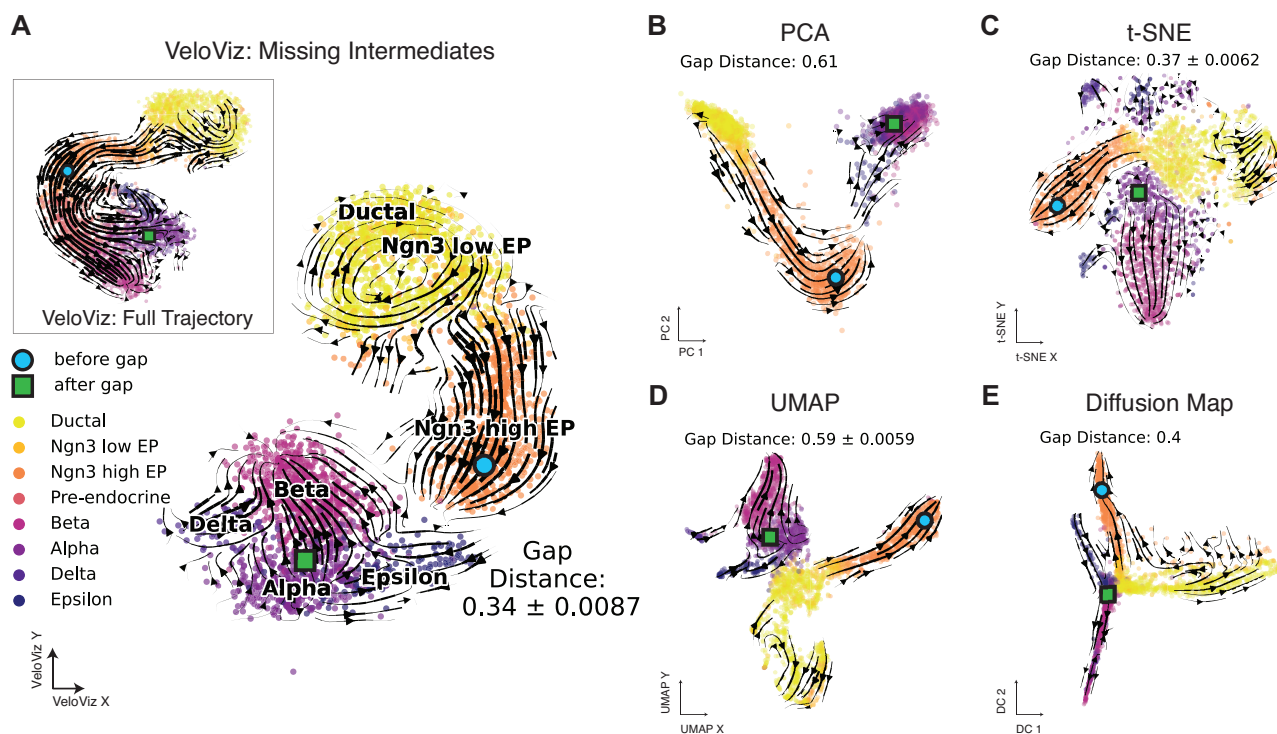 A
VeloViz: Missing Intermediates
VeloViz: Full Trajectory
before gap
after gap
Ductal
Ngn3 low EP
Ngn3 high EP
Pre-endocrine
Beta
Alpha
Delta
Epsilon
VeloViz Y
VeloViz X
Ductal
Ngn3 low EP
Ngn3 high EP
Beta
Delta
Alpha
Epsilon
Gap
Distance:
0.34 ± 0.0087
B
PCA
Gap Distance: 0.61
PC 2
PC 1
C
t-SNE
Gap Distance: 0.37 ± 0.0062
t-SNE Y
t-SNE X
D
UMAP
Gap Distance: 0.59 ± 0.0059
UMAP Y
UMAP X
E
Diffusion Map
Gap Distance: 0.4
DC 2
DC 1